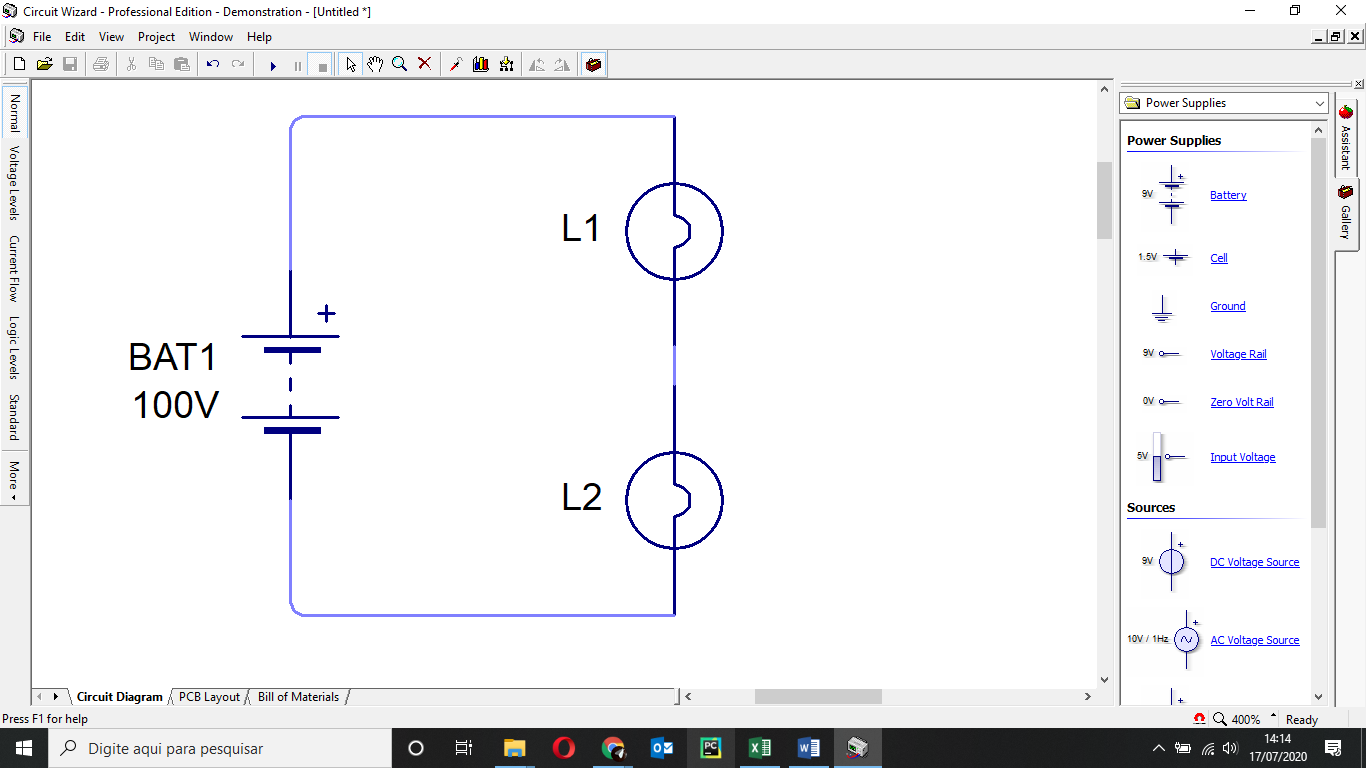 Circuit Wizard - Professional Edition - Demonstration - [Untitled *]
File Edit View Project Window Help
Normal
Voltage Levels
Current Flow
Logic Levels
Standard
More
L1
+
BAT1
100V
L2
Power Supplies
Power Supplies
9V + Battery
1.5V Cell
Ground
9V Voltage Rail
0V Zero Volt Rail
5V Input Voltage
Sources
9V + DC Voltage Source
10V / 1Hz + AC Voltage Source
+
Assistant
Gallery
Circuit Diagram PCB Layout Bill of Materials
Press F1 for help
400% Ready
Digite aqui para pesquisar
PC
14:14
17/07/2020